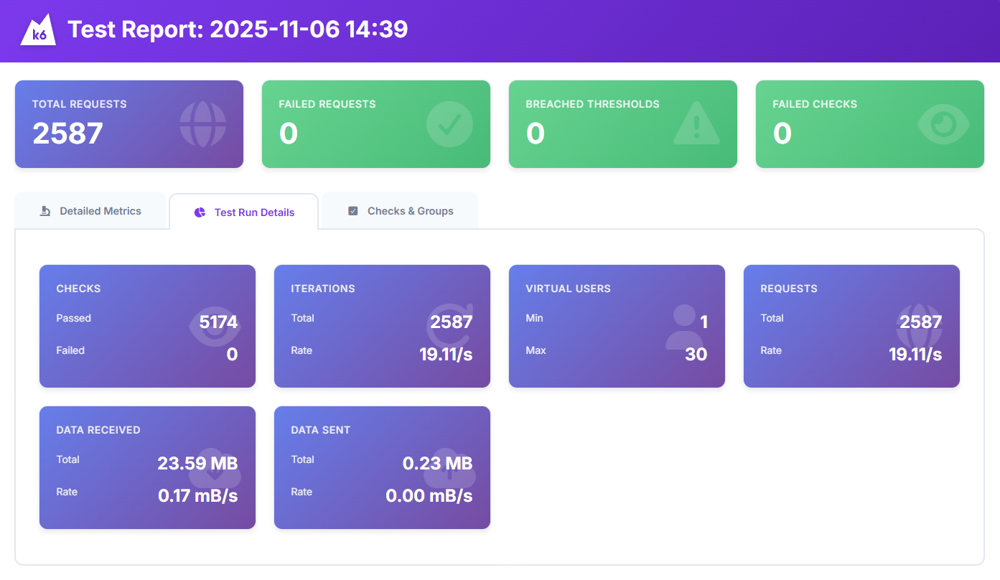 k6
Test Report: 2025-11-06 14:39
TOTAL REQUESTS
2587
FAILED REQUESTS
0
BREACHED THRESHOLDS
0
FAILED CHECKS
0
Detailed Metrics
Test Run Details
Checks & Groups
CHECKS
Passed 5174
Failed 0
ITERATIONS
Total 2587
Rate 19.11/s
VIRTUAL USERS
Min 1
Max 30
REQUESTS
Total 2587
Rate 19.11/s
DATA RECEIVED
Total 23.59 MB
Rate 0.17 mB/s
DATA SENT
Total 0.23 MB
Rate 0.00 mB/s